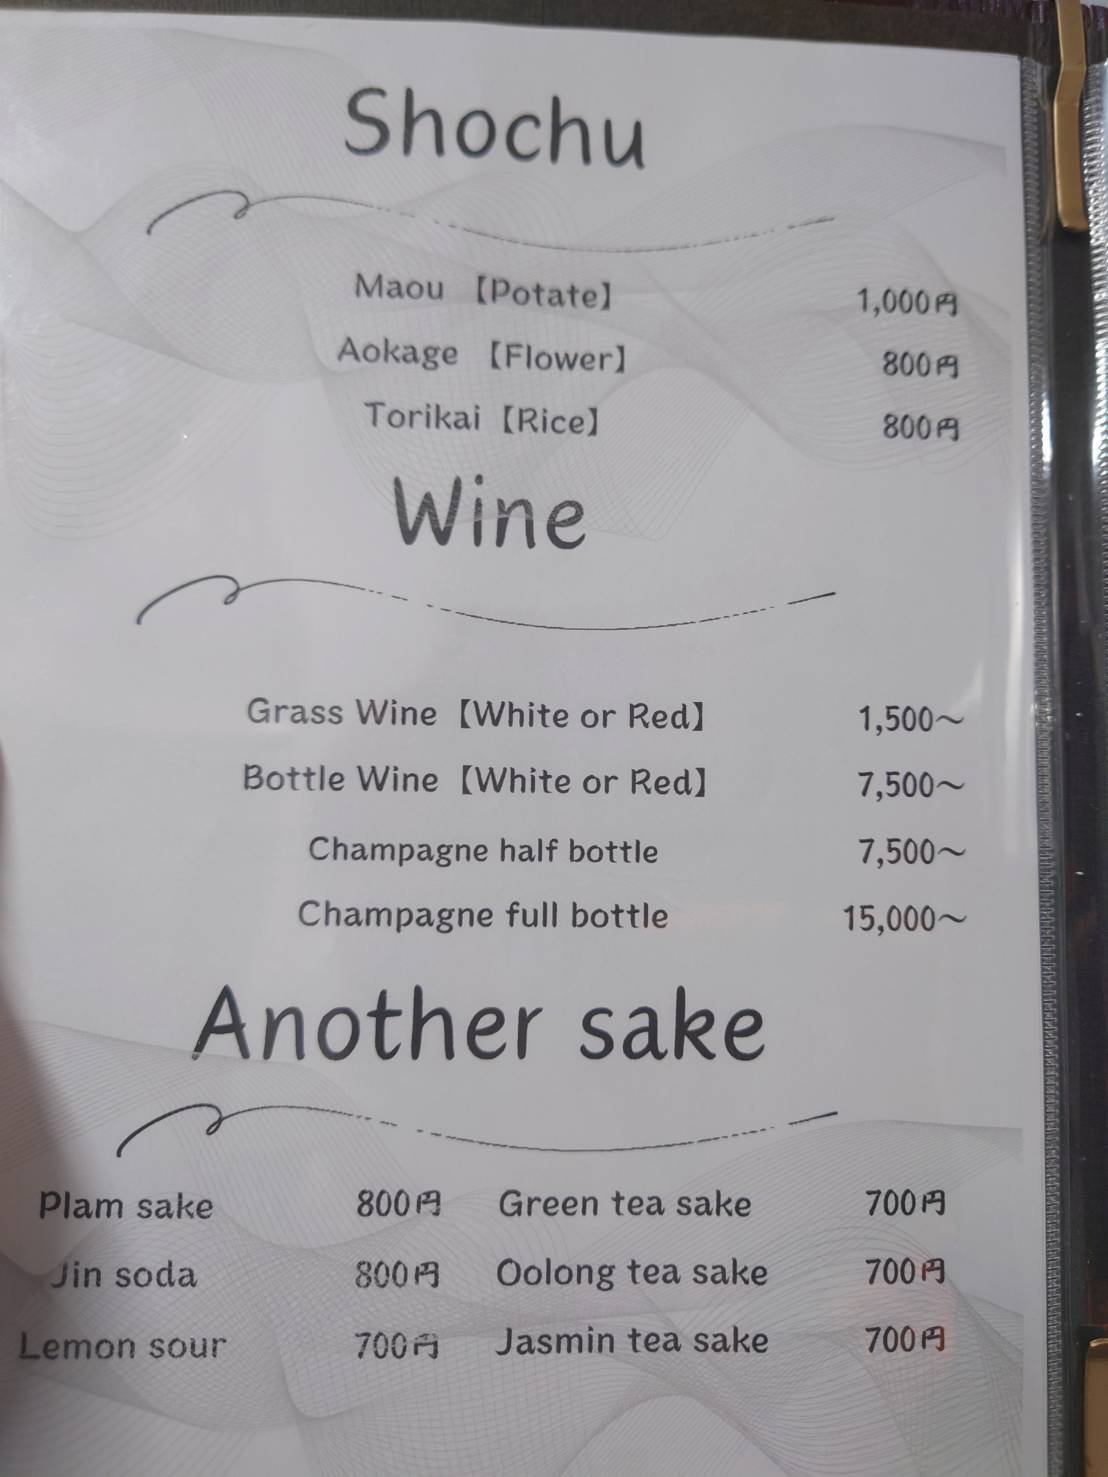 Shochu
Maou 【Potate】 1,000円
Aokage 【Flower】 800円
Torikai【Rice】 800円
Wine
Grass Wine【White or Red】 1,500～
Bottle Wine【White or Red】 7,500～
Champagne half bottle 7,500～
Champagne full bottle 15,000～
Another sake
Plam sake 800円 Green tea sake 700円
Jin soda 800円 Oolong tea sake 700円
Lemon sour 700円 Jasmin tea sake 700円